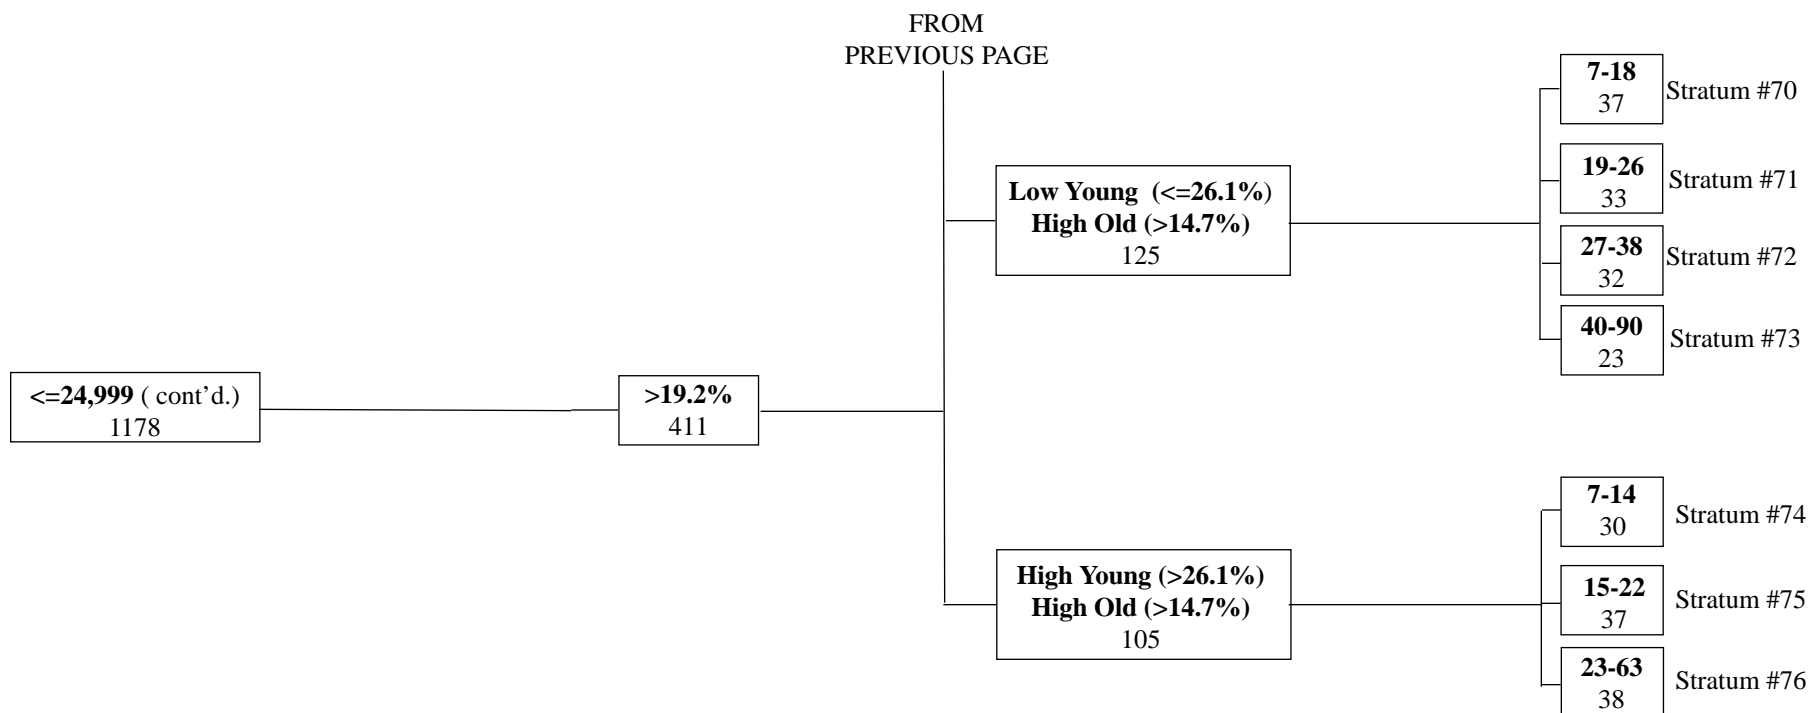 FROM
PREVIOUS PAGE
7-18
37
Stratum #70
19-26
33
Stratum #71
Low Young (<=26.1%)
High Old (>14.7%)
125
27-38
32
Stratum #72
40-90
23
Stratum #73
<=24,999 ( cont’d.)
1178
>19.2%
411
7-14
30
Stratum #74
High Young (>26.1%)
High Old (>14.7%)
105
15-22
37
Stratum #75
23-63
38
Stratum #76